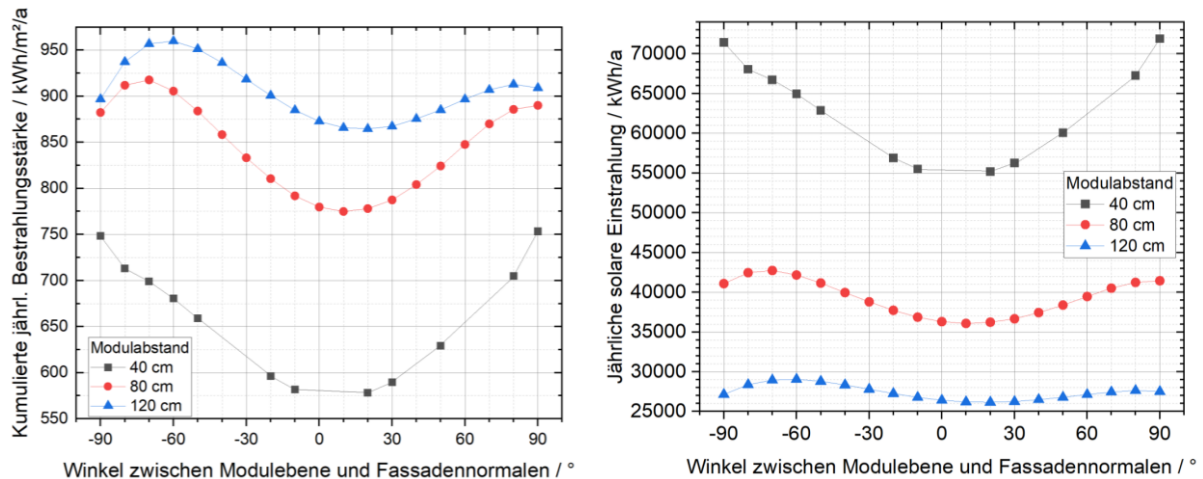 Kumulierte jährl. Bestrahlungsstärke / kWh/m²/a
950
900
850
800
750
700
650
600
550
Modulabstand
40 cm
80 cm
120 cm
-90 -60 -30 0 30 60 90
Winkel zwischen Modulebene und Fassadennormalen / °
Jährliche solare Einstrahlung / kWh/a
70000
65000
60000
55000
50000
45000
40000
35000
30000
25000
Modulabstand
40 cm
80 cm
120 cm
-90 -60 -30 0 30 60 90
Winkel zwischen Modulebene und Fassadennormalen / °